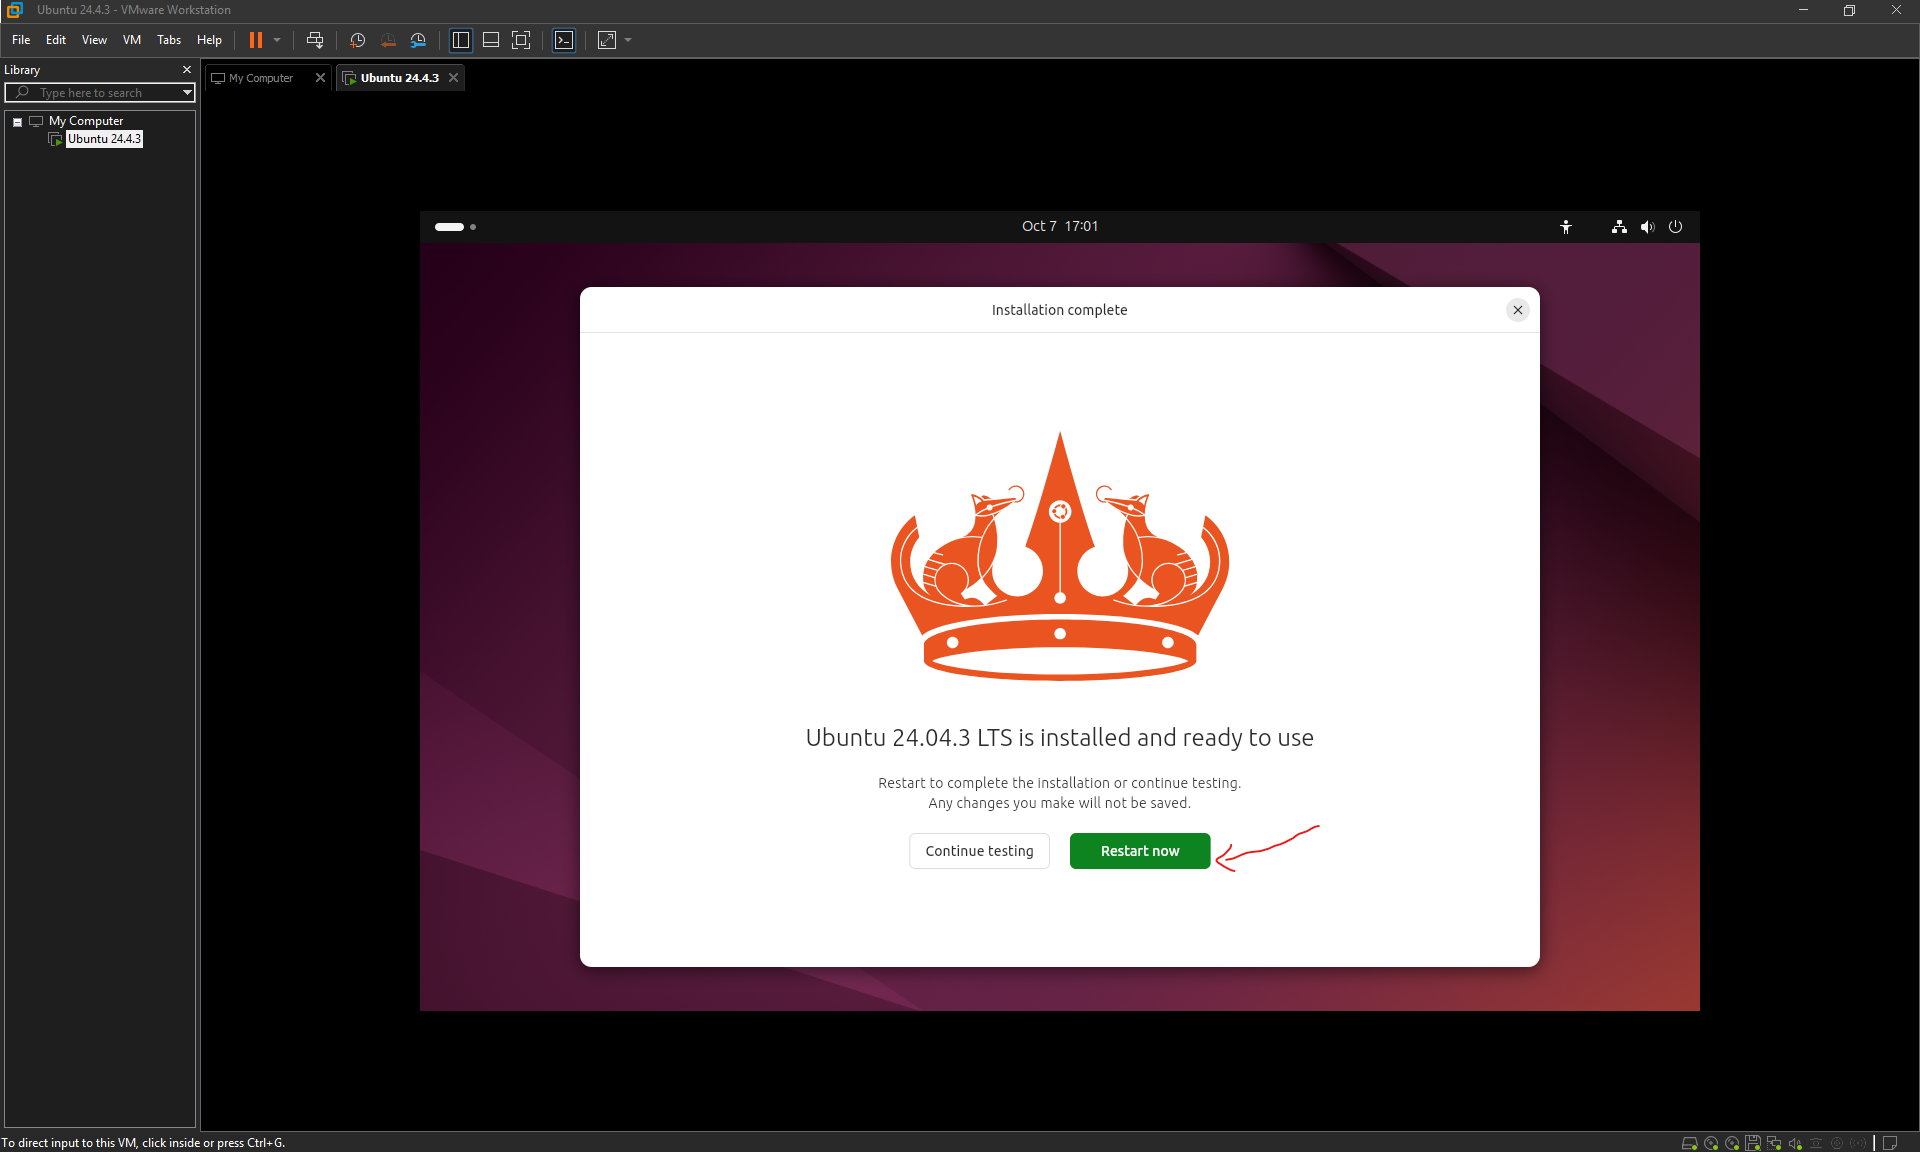 Ubuntu 24.4.3 - VMware Workstation
File Edit View VM Tabs Help
Library
Type here to search
My Computer
Ubuntu 24.4.3
My Computer
Ubuntu 24.4.3
Oct 7 17:01
Installation complete
Ubuntu 24.04.3 LTS is installed and ready to use
Restart to complete the installation or continue testing.
Any changes you make will not be saved.
Continue testing
Restart now
To direct input to this VM, click inside or press Ctrl+G.